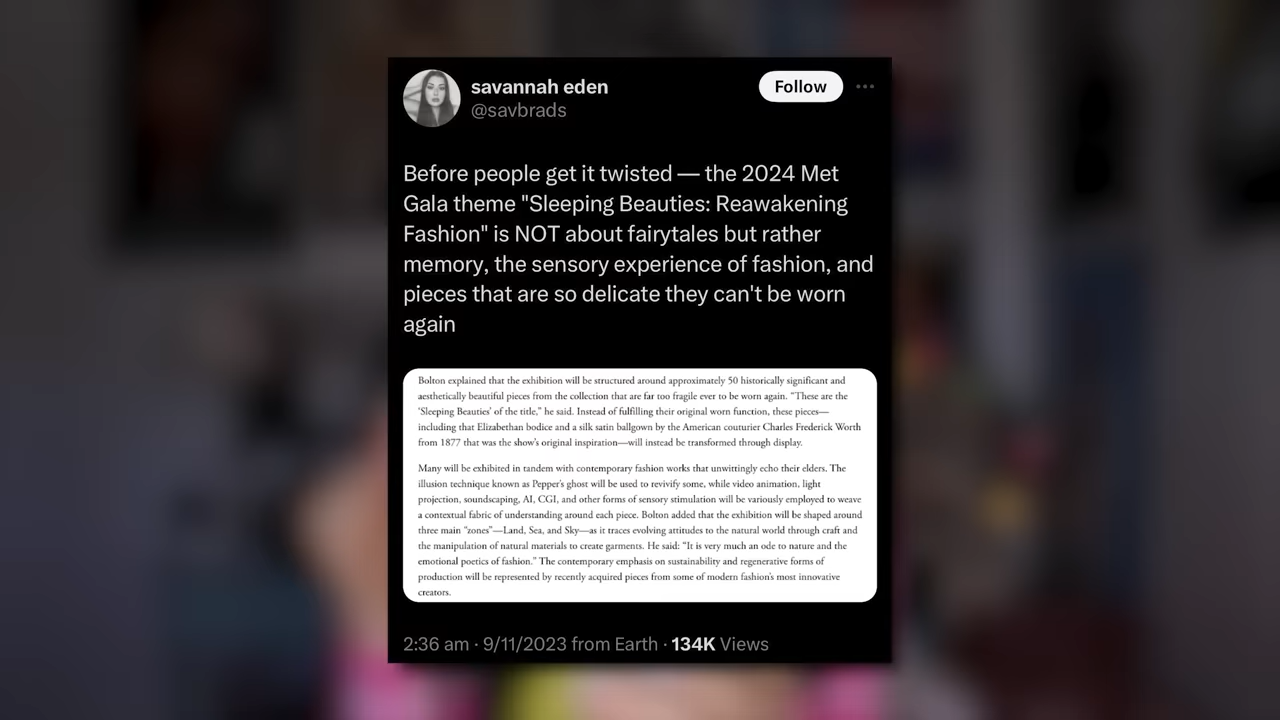 savannah eden
@savbrads
Follow
Before people get it twisted — the 2024 Met
Gala theme "Sleeping Beauties: Reawakening
Fashion" is NOT about fairytales but rather
memory, the sensory experience of fashion, and
pieces that are so delicate they can't be worn
again
Bolton explained that the exhibition will be structured around approximately 50 historically significant and
aesthetically beautiful pieces from the collection that are far too fragile ever to be worn again. “These are the
‘Sleeping Beauties’ of the title,” he said. Instead of fulfilling their original worn function, these pieces—
including that Elizabethan bodice and a silk satin ballgown by the American couturier Charles Frederick Worth
from 1877 that was the show’s original inspiration—will instead be transformed through display.
Many will be exhibited in tandem with contemporary fashion works that unwittingly echo their elders. The
illusion technique known as Pepper’s ghost will be used to revivify some, while video animation, light
projection, soundscaping, AI, CGI, and other forms of sensory stimulation will be variously employed to weave
a contextual fabric of understanding around each piece. Bolton added that the exhibition will be shaped around
three main “zones”—Land, Sea, and Sky—as it traces evolving attitudes to the natural world through craft and
the manipulation of natural materials to create garments. He said: “It is very much an ode to nature and the
emotional poetics of fashion.” The contemporary emphasis on sustainability and regenerative forms of
production will be represented by recently acquired pieces from some of modern fashion’s most innovative
creators.
2:36 am · 9/11/2023 from Earth · 134K Views